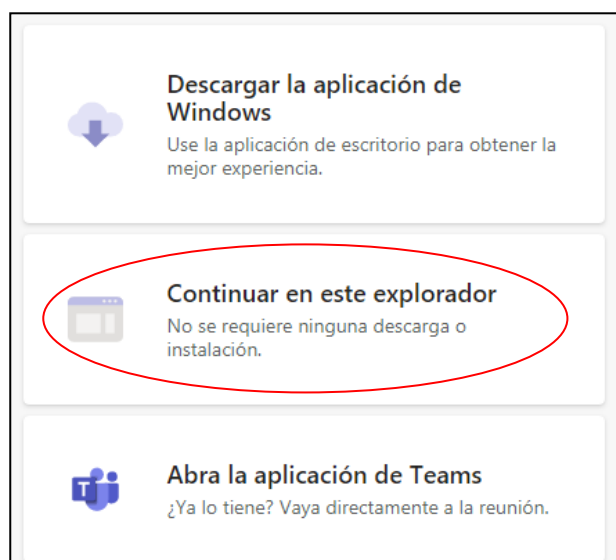 Descargar la aplicación de
Windows
Use la aplicación de escritorio para obtener la
mejor experiencia.
Continuar en este explorador
No se requiere ninguna descarga o
instalación.
T
Abra la aplicación de Teams
¿Ya lo tiene? Vaya directamente a la reunión.